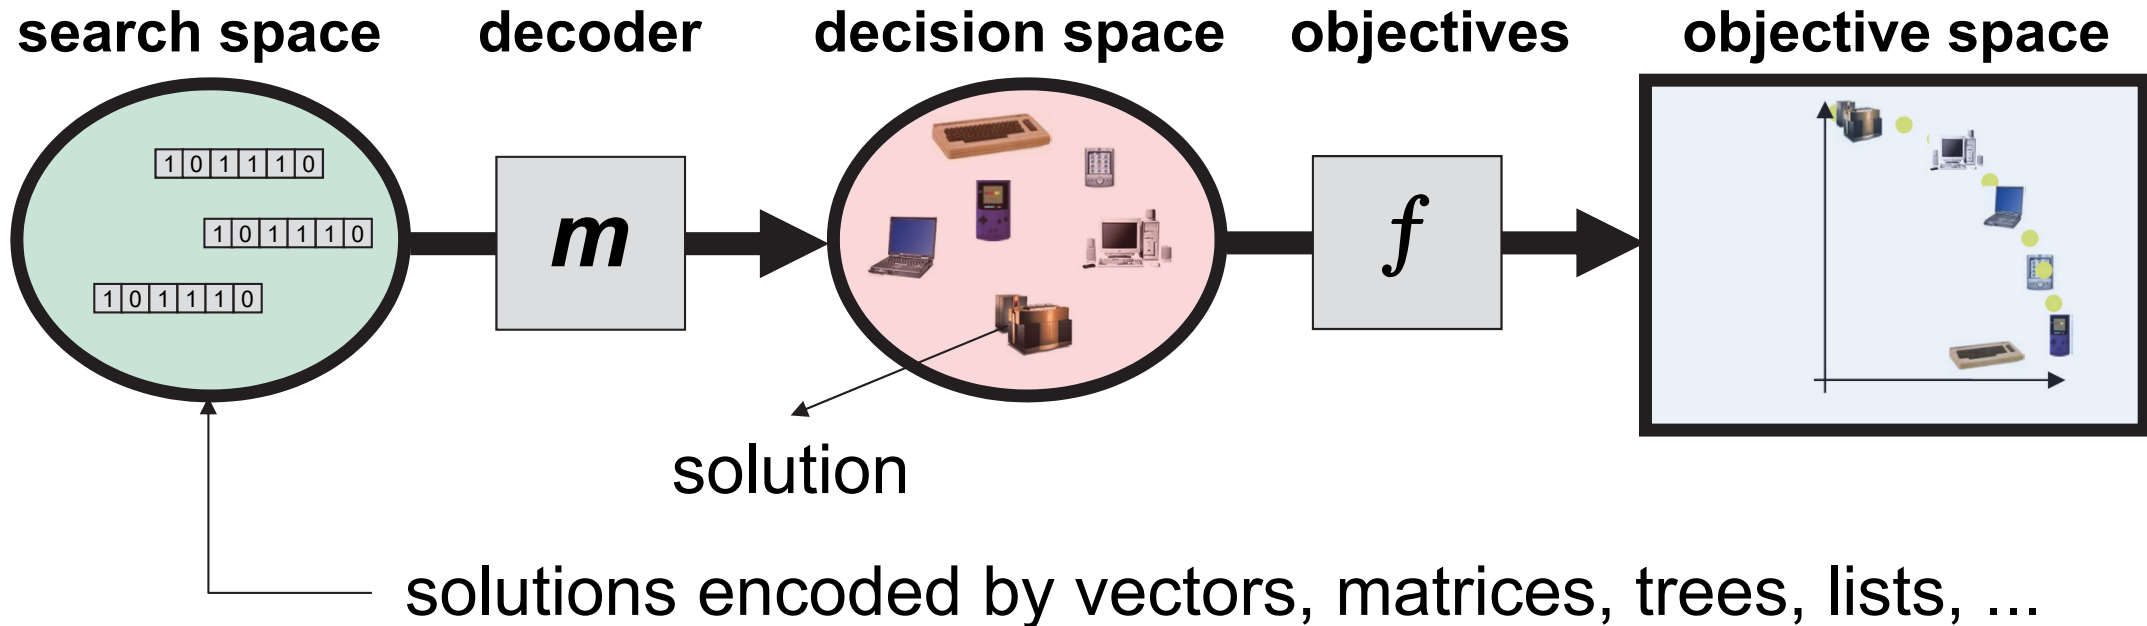 search space decoder decision space objectives objective space
1 0 1 1 1 0
1 0 1 1 1 0
m f
1 0 1 1 1 0
solution
solutions encoded by vectors, matrices, trees, lists, ...